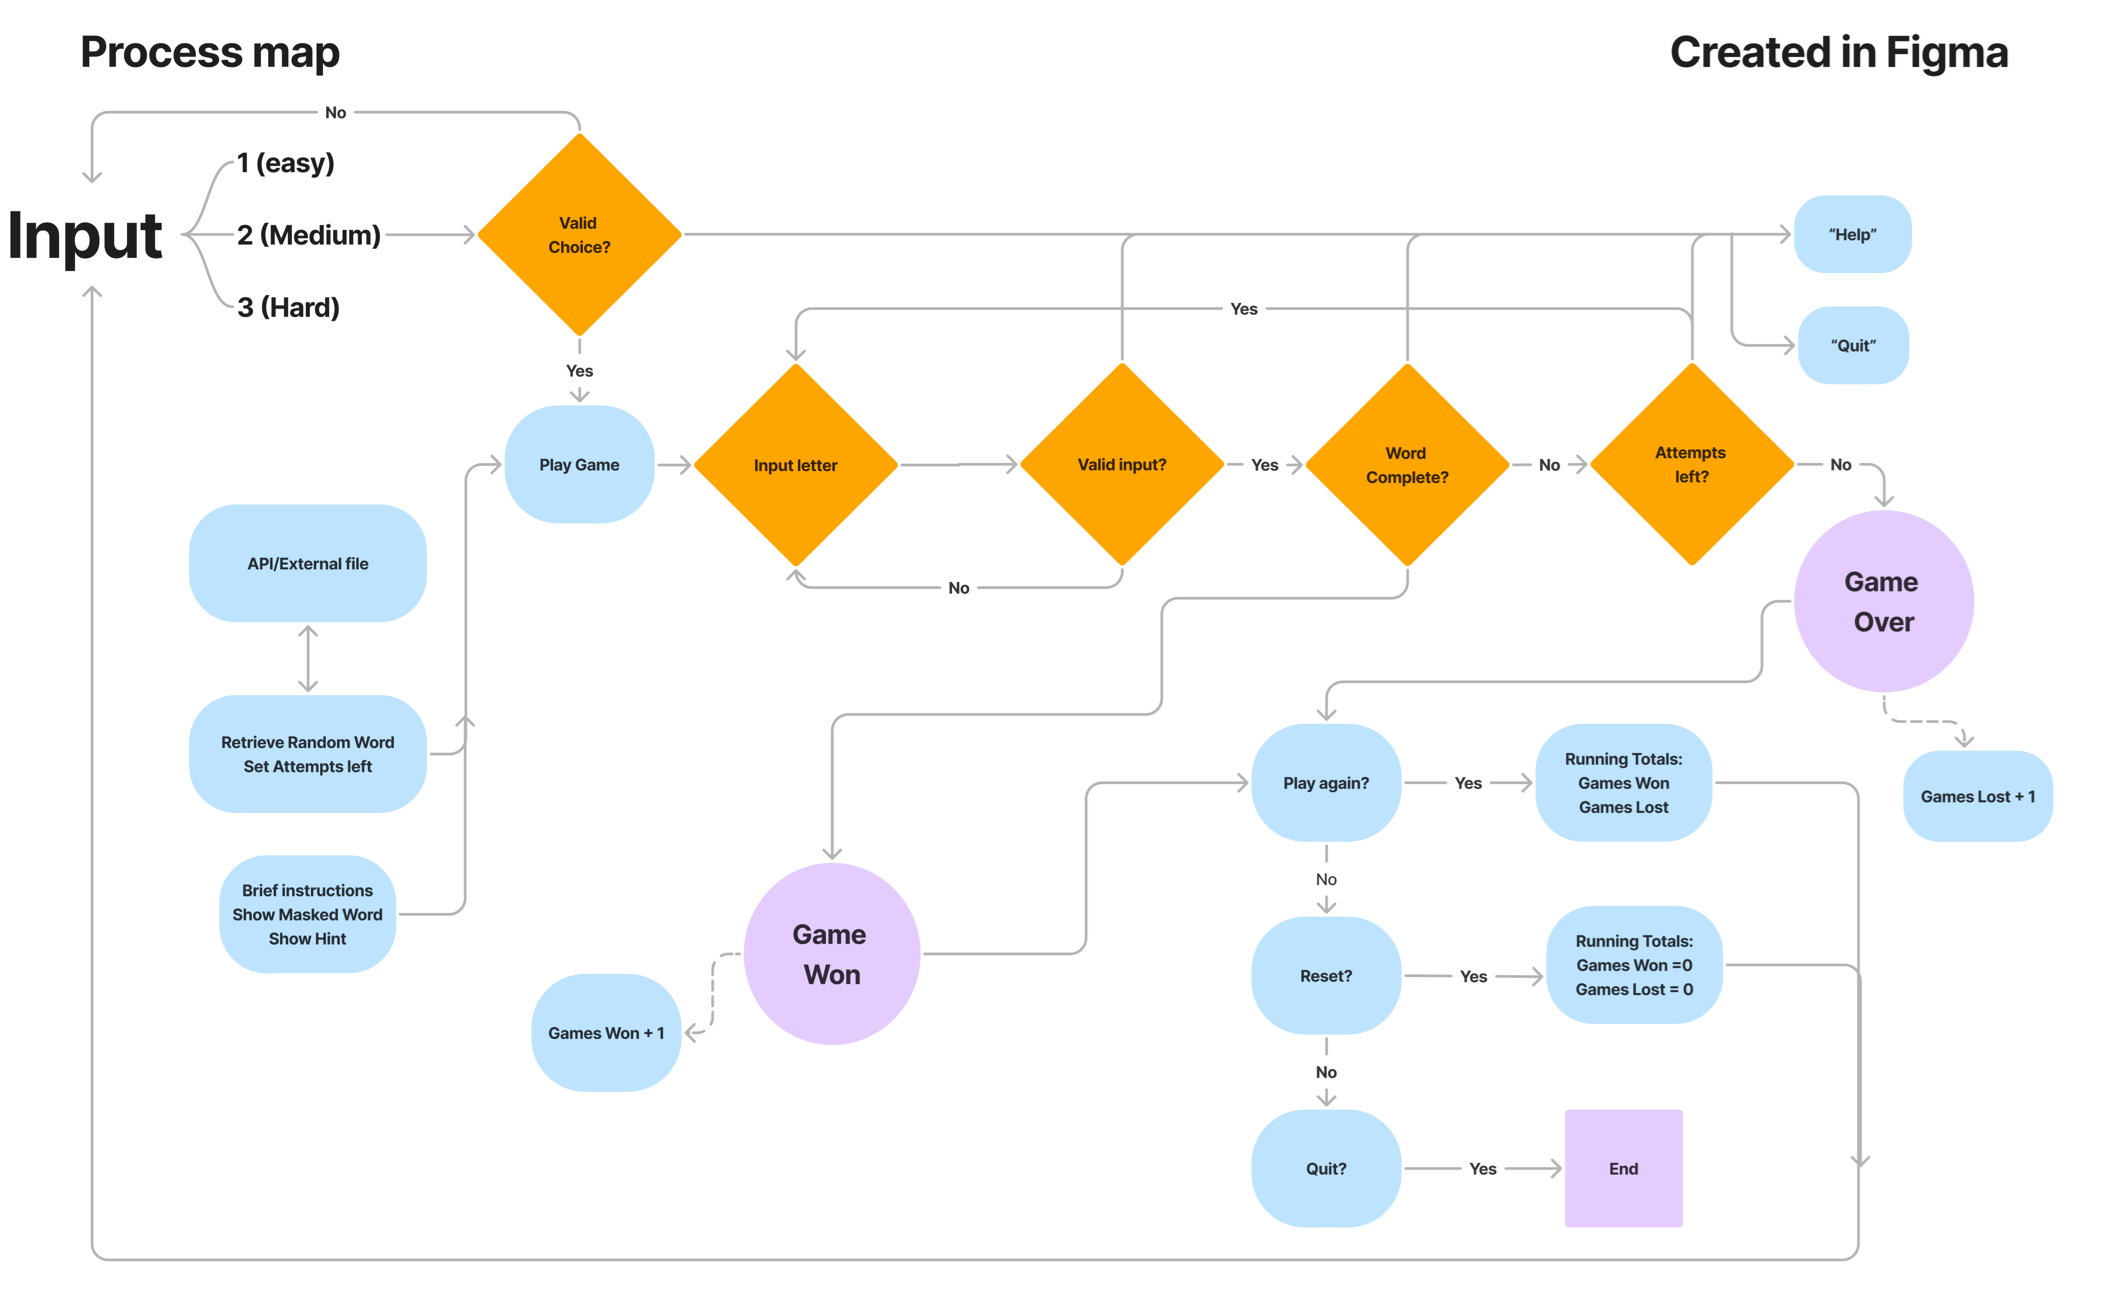 Process map
Created in Figma
No
1 (easy)
Input
2 (Medium)
3 (Hard)
Valid
Choice?
"Help"
"Quit"
Yes
Yes
Play Game
Input letter
Valid input?
Yes
Word
Complete?
No
Attempts
left?
No
No
Game
Over
API/External file
Retrieve Random Word
Set Attempts left
Brief instructions
Show Masked Word
Show Hint
Game
Won
Games Won + 1
Play again?
Yes
Running Totals:
Games Won
Games Lost
Games Lost + 1
No
Reset?
Yes
Running Totals:
Games Won =0
Games Lost = 0
No
Quit?
Yes
End